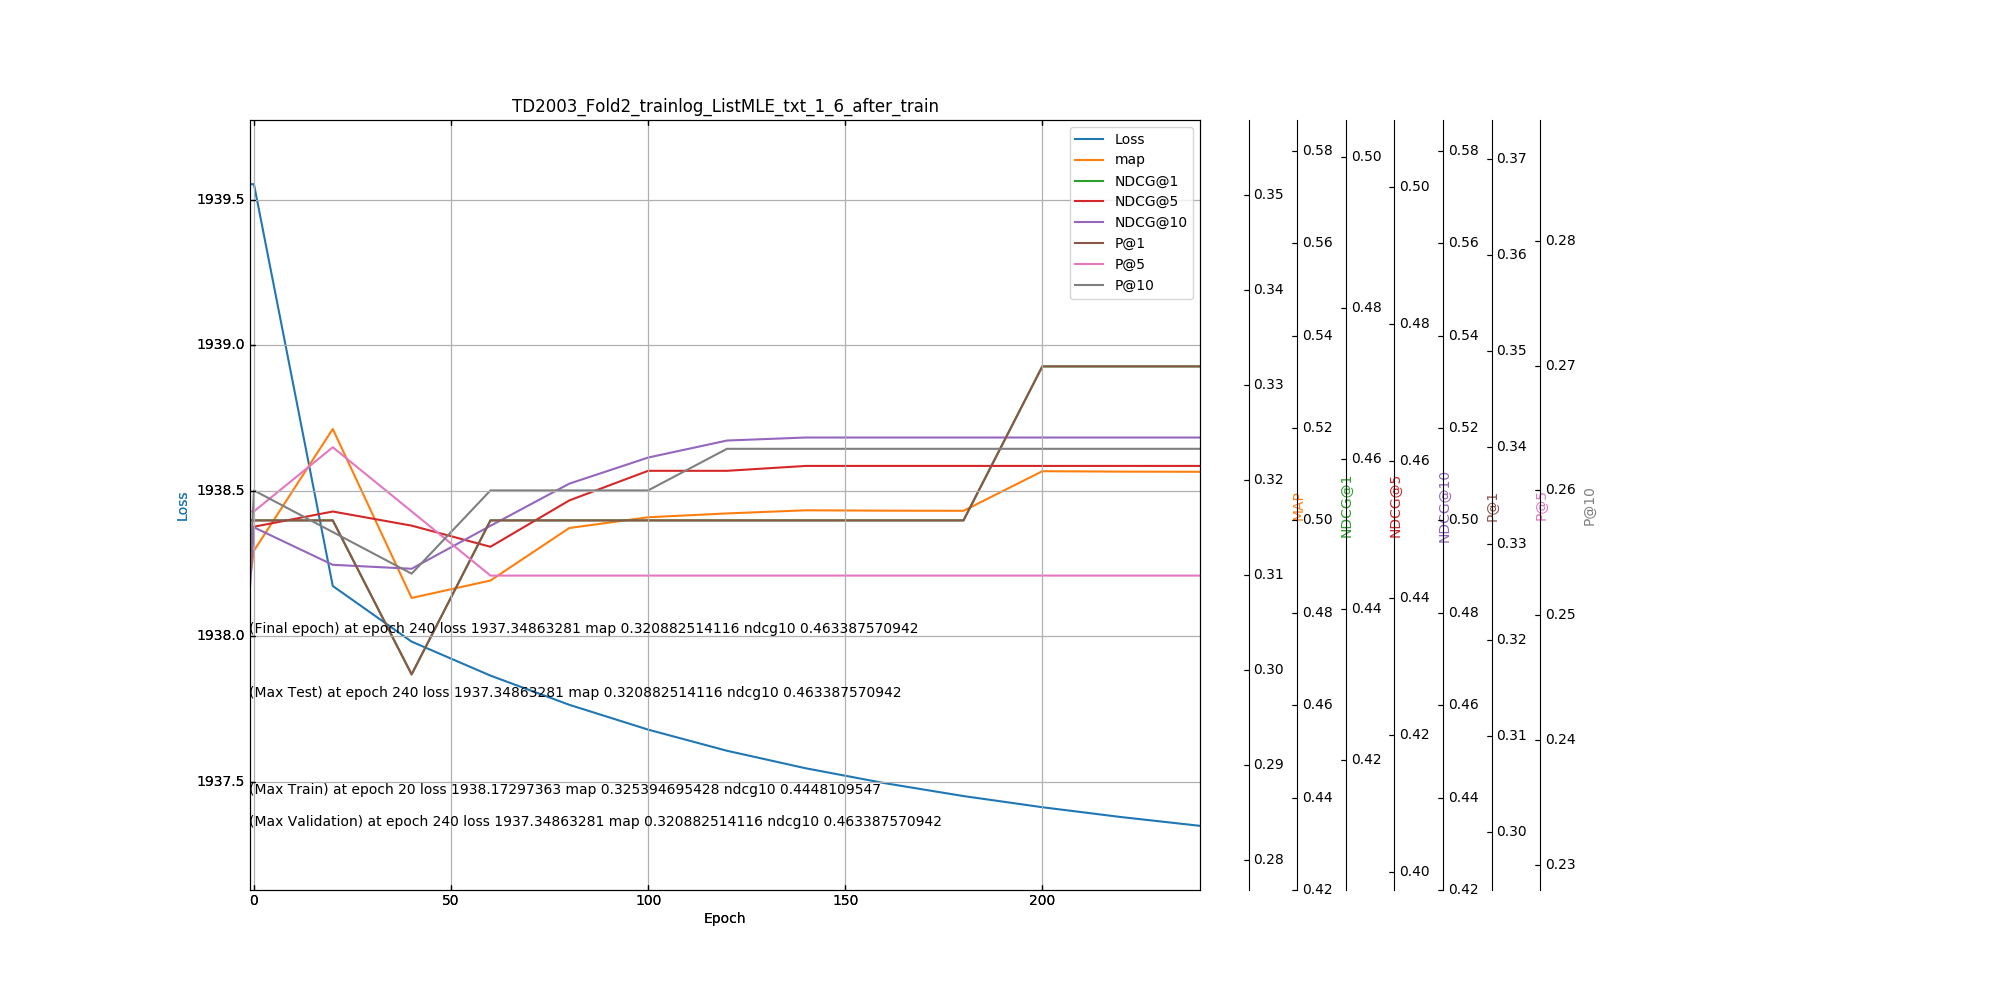 TD2003_Fold2_trainlog_ListMLE_txt_1_6_after_train
Loss
map
NDCG@1
NDCG@5
NDCG@10
P@1
P@5
P@10
1939.5
1939.0
1938.5
1938.0
1937.5
Loss
(Final epoch) at epoch 240 loss 1937.34863281 map 0.320882514116 ndcg10 0.463387570942
(Max Test) at epoch 240 loss 1937.34863281 map 0.320882514116 ndcg10 0.463387570942
(Max Train) at epoch 20 loss 1938.17297363 map 0.325394695428 ndcg10 0.4448109547
(Max Validation) at epoch 240 loss 1937.34863281 map 0.320882514116 ndcg10 0.463387570942
0 50 100 150 200
Epoch
0.35
0.34
0.33
0.32
0.31
0.30
0.29
0.28
MAP
0.58
0.56
0.54
0.52
0.50
0.48
0.46
0.44
0.42
NDCG@1
0.50
0.48
0.46
0.44
0.42
NDCG@5
0.50
0.48
0.46
0.44
0.42
0.40
NDCG@10
0.58
0.56
0.54
0.52
0.50
0.48
0.46
0.44
0.42
P@1
0.37
0.36
0.35
0.34
0.33
0.32
0.31
0.30
P@5
0.28
0.27
0.26
0.25
0.24
0.23
P@10